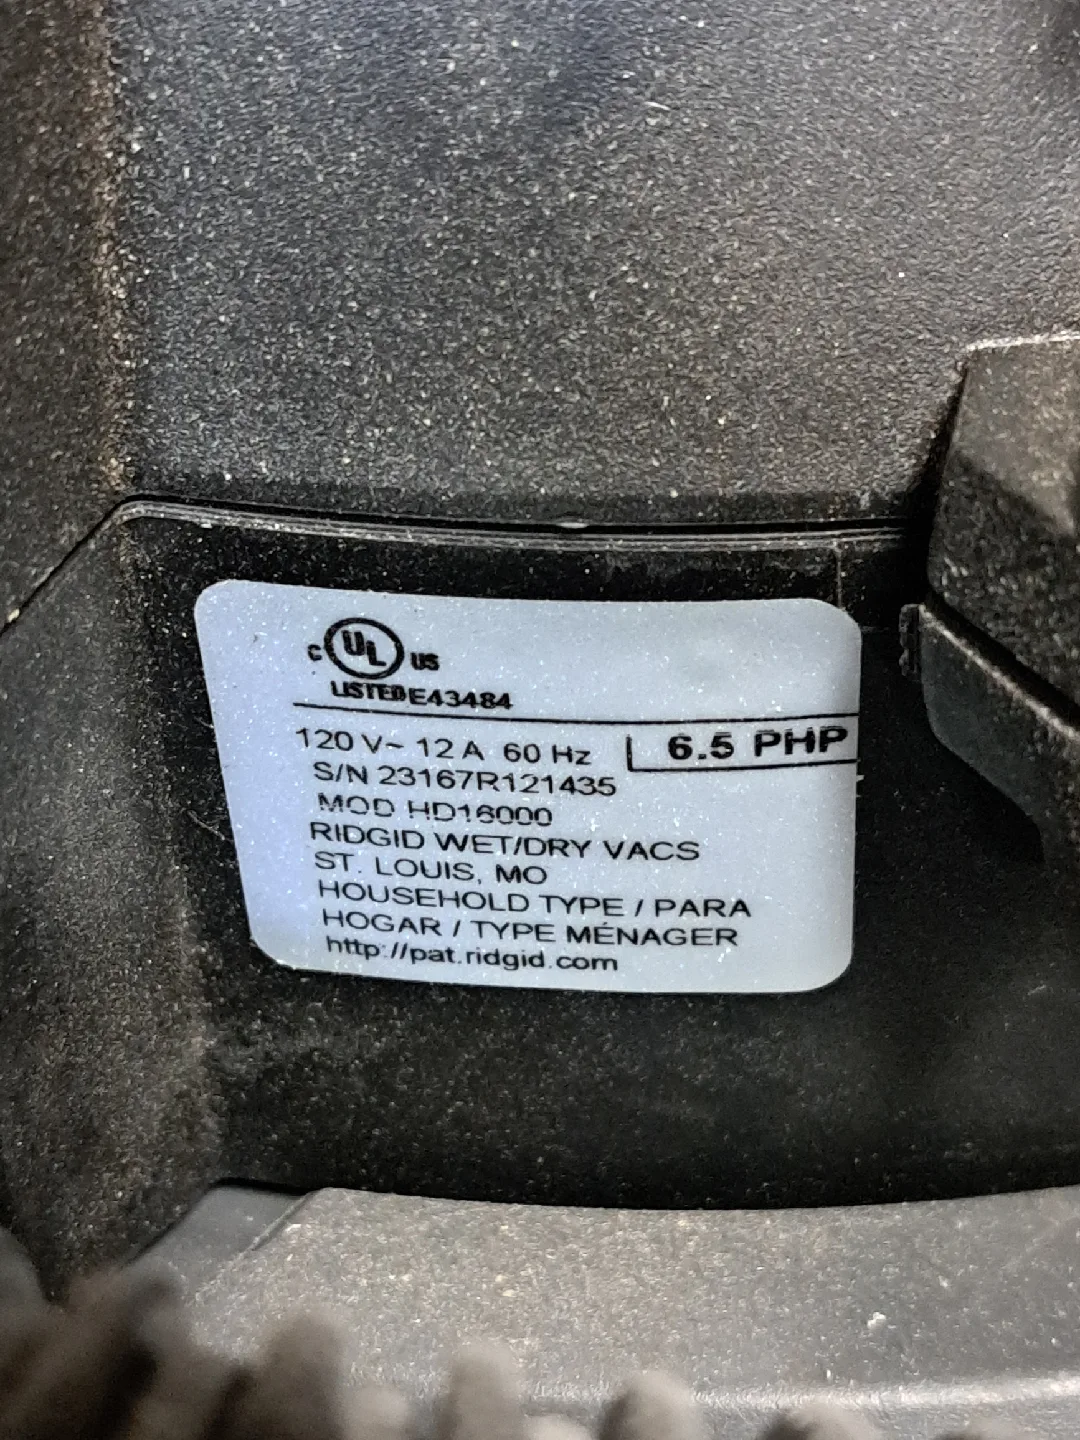 C UL US
LISTED E43484
120 V~ 12 A 60 Hz 6.5 PHP
S/N 23167R121435
MOD HD16000
RIDGID WET/DRY VACS
ST. LOUIS, MO
HOUSEHOLD TYPE / PARA
HOGAR / TYPE MÉNAGER
http://pat.ridgid.com